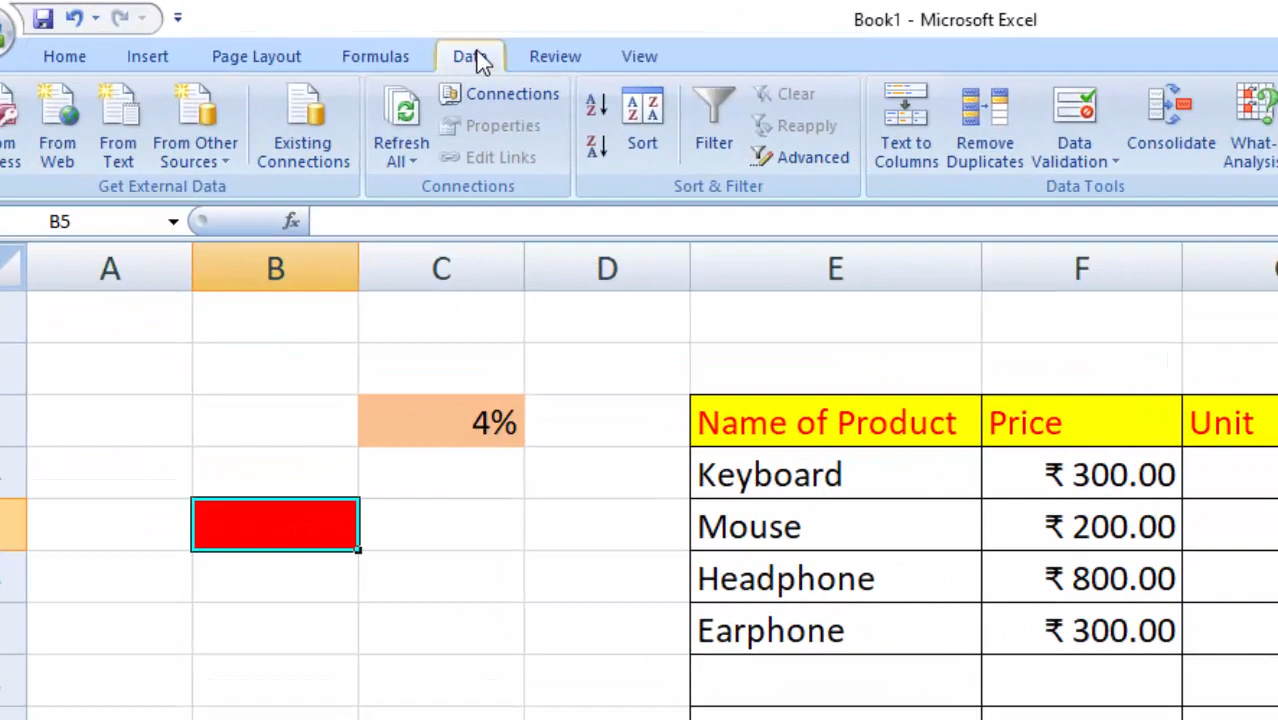 Book1 - Microsoft Excel
Home Insert Page Layout Formulas Data Review View
From Web
From Text
From Other Sources
Existing Connections
Get External Data
Refresh All
Connections
Properties
Edit Links
Connections
Sort
Filter
Clear
Reapply
Advanced
Sort & Filter
Text to Columns
Remove Duplicates
Data Validation
Consolidate
What-
Analysis
Data Tools
B5 fx
A B C D E F
4% Name of Product Price Unit
Keyboard ₹ 300.00
Mouse ₹ 200.00
Headphone ₹ 800.00
Earphone ₹ 300.00